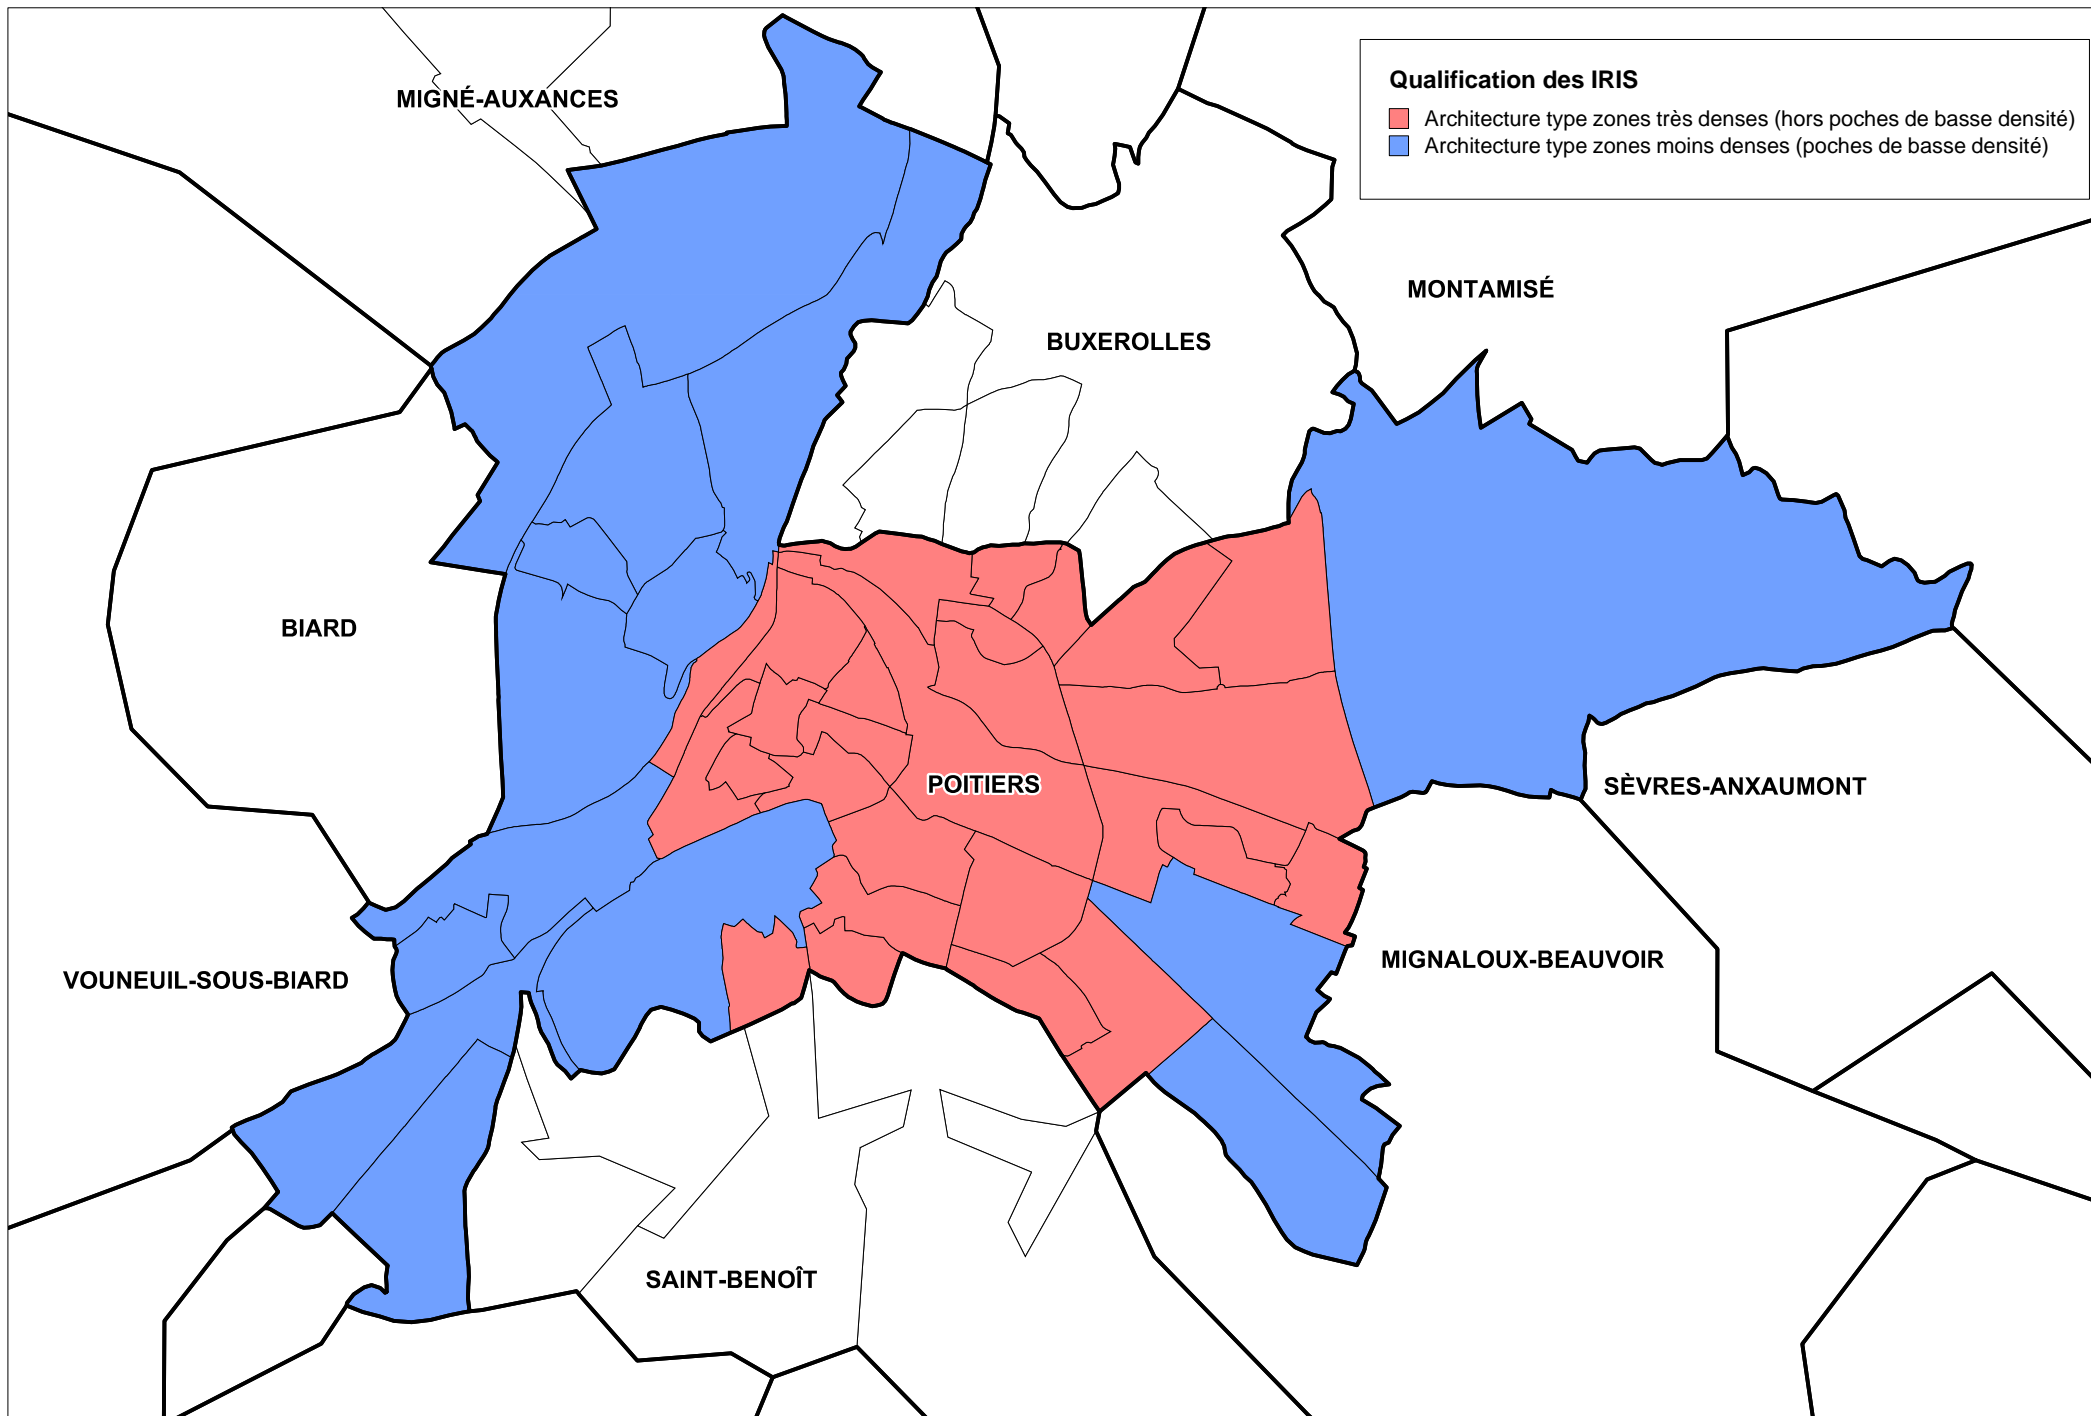 Qualification des IRIS
Architecture type zones très denses (hors poches de basse densité)
Architecture type zones moins denses (poches de basse densité)
MIGNÉ-AUXANCES
MONTAMISÉ
BUXEROLLES
BIARD
POITIERS
SÈVRES-ANXAUMONT
MIGNALOUX-BEAUVOIR
VOUNEUIL-SOUS-BIARD
SAINT-BENOÎT